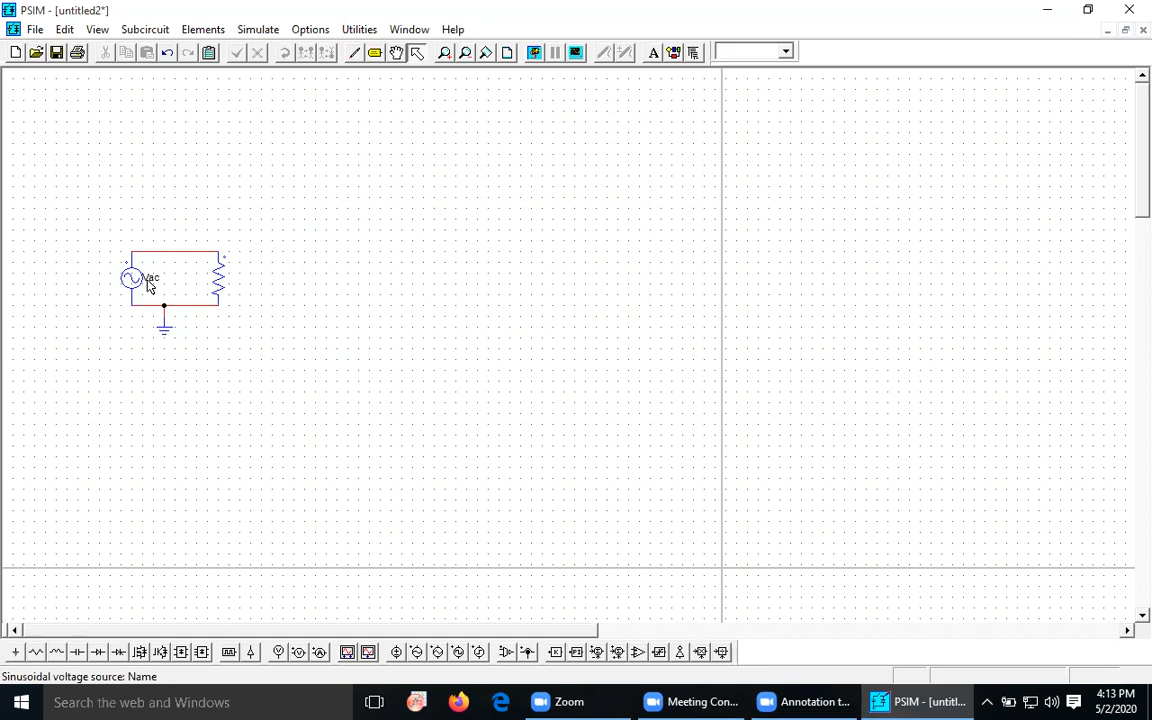 PSIM - [untitled2*]
File Edit View Subcircuit Elements Simulate Options Utilities Window Help
A
Vac
Sinusoidal voltage source: Name
Search the web and Windows
Zoom
Meeting Con...
Annotation t...
PSIM - [untitl...
4:13 PM
5/2/2020